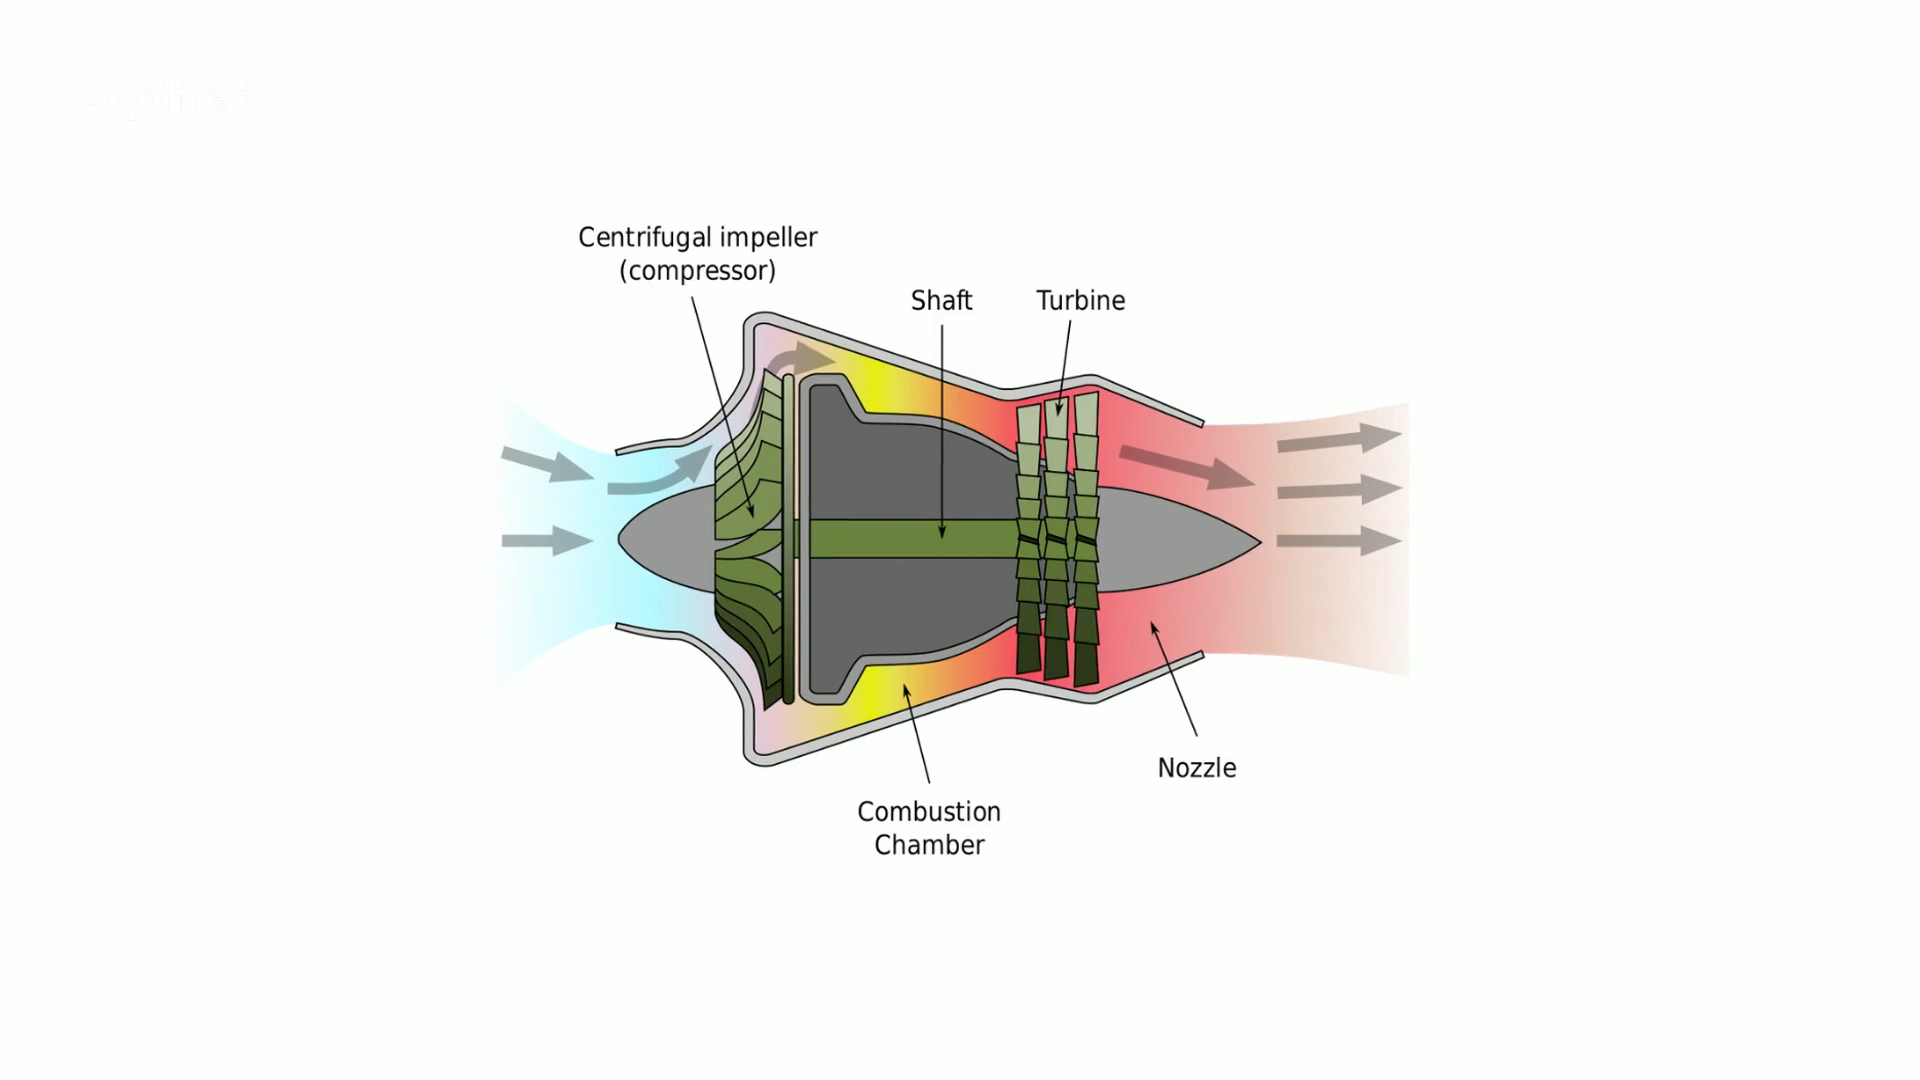 Centrifugal impeller
(compressor)
Shaft
Turbine
Nozzle
Combustion
Chamber